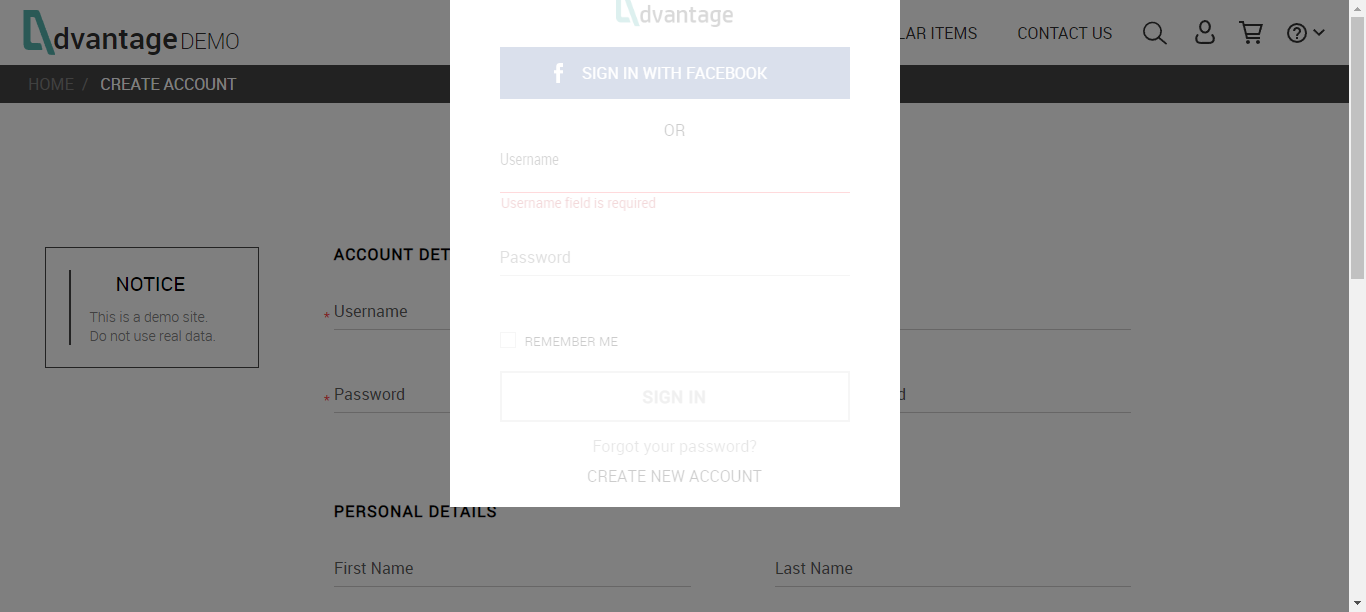 dvantage DEMO
dvantage
LAR ITEMS
CONTACT US
HOME / CREATE ACCOUNT
SIGN IN WITH FACEBOOK
OR
Username
Username field is required
Password
REMEMBER ME
SIGN IN
Forgot your password?
CREATE NEW ACCOUNT
NOTICE
This is a demo site.
Do not use real data.
ACCOUNT DET
* Username
* Password
d
PERSONAL DETAILS
First Name
Last Name